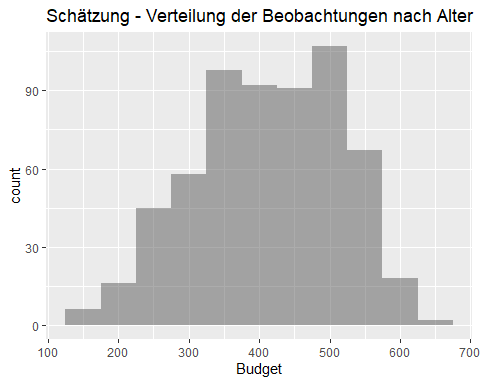 Schätzung - Verteilung der Beobachtungen nach Alter
count
90
60
30
0
100 200 300 400 500 600 700
Budget